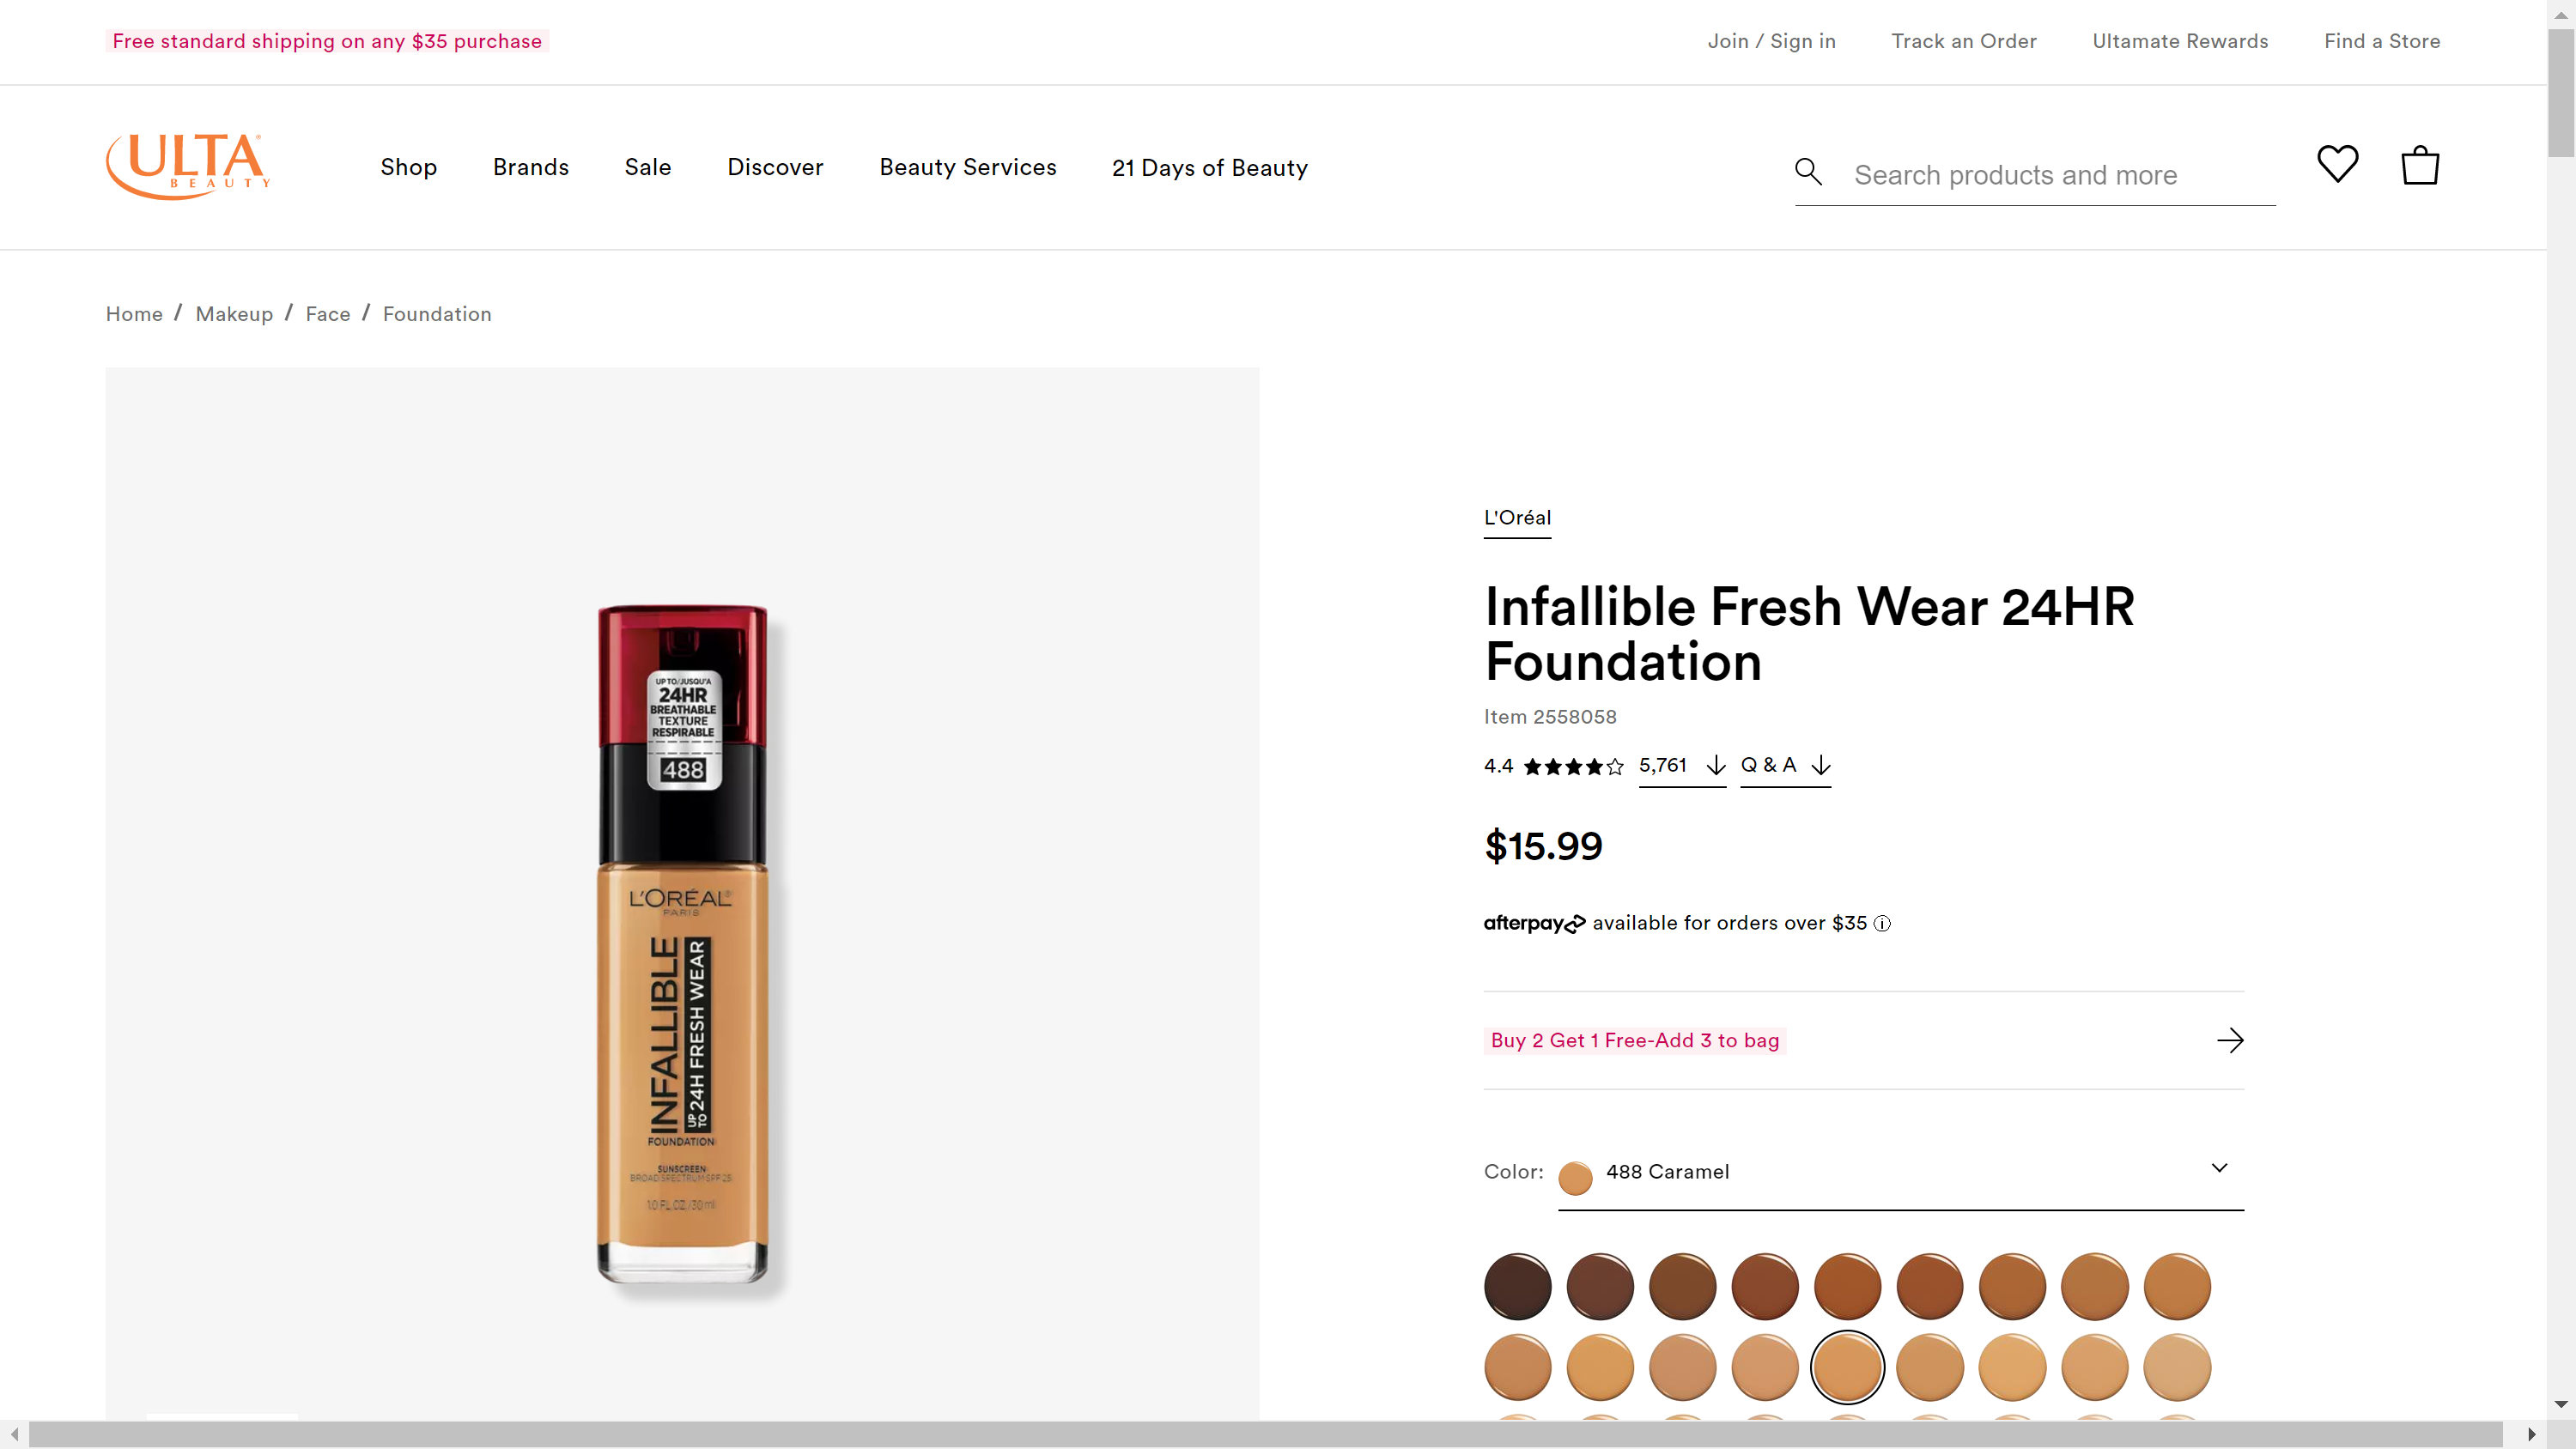 Free standard shipping on any $35 purchase
Join / Sign in
Track an Order
Ultamate Rewards
Find a Store
ULTA
BEAUTY
Shop
Brands
Sale
Discover
Beauty Services
21 Days of Beauty
Search products and more
Home / Makeup / Face / Foundation
UP TO/JUSQU'A
24HR
BREATHABLE
TEXTURE
RESPIRABLE
488
L'ORÉAL
PARIS
INFALLIBLE
UP TO 24H FRESH WEAR
FOUNDATION
SUNSCREEN
BROAD SPECTRUM SPF 25
1.0 FL OZ/30 ml
L'Oréal
Infallible Fresh Wear 24HR
Foundation
Item 2558058
4.4
5,761
Q & A
$15.99
afterpay available for orders over $35
Buy 2 Get 1 Free-Add 3 to bag
Color: 488 Caramel